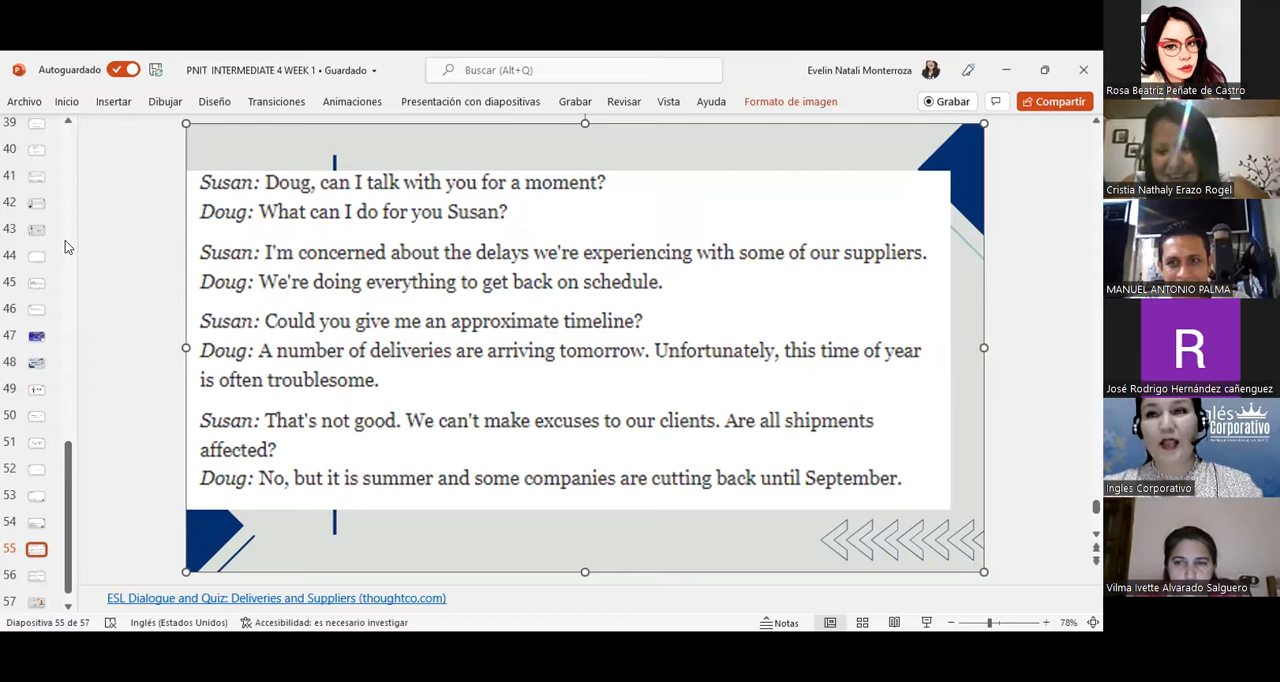 Autoguardado
PNIT INTERMEDIATE 4 WEEK 1 • Guardado
Buscar (Alt+Q)
Evelin Natali Monterroza
Archivo Inicio Insertar Dibujar Diseño Transiciones Animaciones Presentación con diapositivas Grabar Revisar Vista Ayuda Formato de imagen Grabar Compartir
39
40
41
42
43
44
45
46
47
48
49
50
51
52
53
54
55
56
57
Susan: Doug, can I talk with you for a moment?
Doug: What can I do for you Susan?
Susan: I'm concerned about the delays we're experiencing with some of our suppliers.
Doug: We're doing everything to get back on schedule.
Susan: Could you give me an approximate timeline?
Doug: A number of deliveries are arriving tomorrow. Unfortunately, this time of year
is often troublesome.
Susan: That's not good. We can't make excuses to our clients. Are all shipments
affected?
Doug: No, but it is summer and some companies are cutting back until September.
ESL Dialogue and Quiz: Deliveries and Suppliers (thoughtco.com)
Diapositiva 55 de 57 Inglés (Estados Unidos) Accesibilidad: es necesario investigar Notas 78%
Rosa Beatriz Peñate de Castro
Cristia Nathaly Erazo Rogel
MANUEL ANTONIO PALMA
R
José Rodrigo Hernández cañenguez
glés
Corporativo
Ingles Corporativo
Vilma Ivette Alvarado Salguero